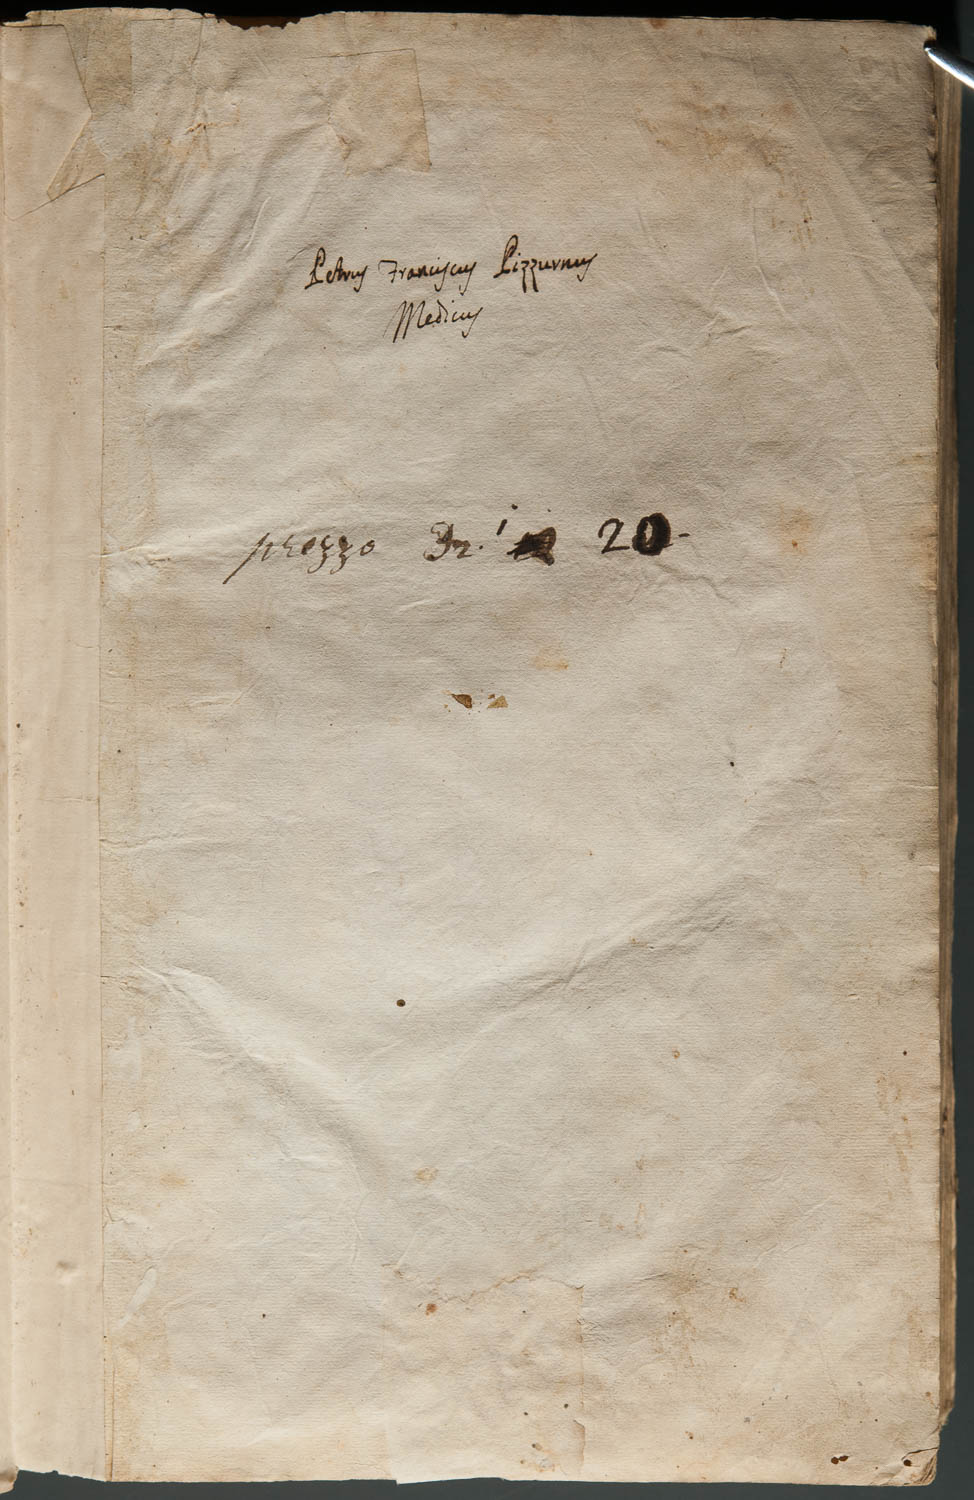 Petrus Franciscus Pizzurnus
Medicus
prezzo 20